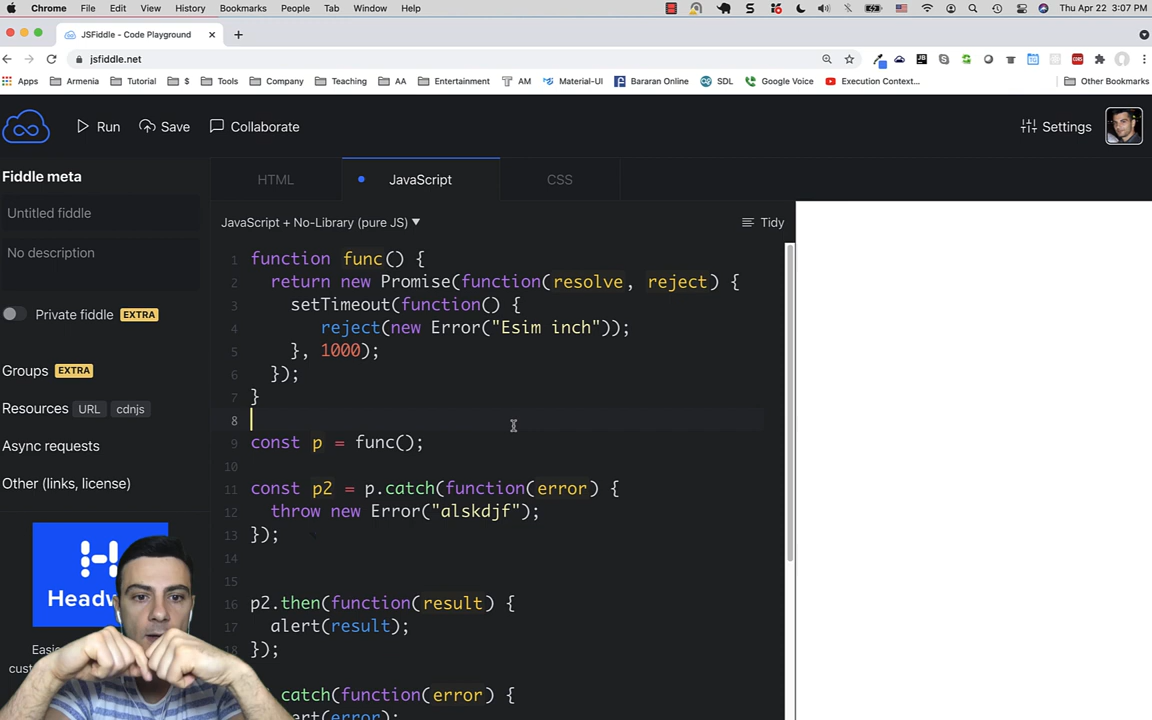 Chrome File Edit View History Bookmarks People Tab Window Help Thu Apr 22 3:07 PM
JSFiddle - Code Playground
jsfiddle.net
Apps Armenia Tutorial $ Tools Company Teaching AA Entertainment AM Material-UI Bararan Online SDL Google Voice Execution Context... Other Bookmarks
Run Save Collaborate Settings
Fiddle meta
Untitled fiddle
No description
Private fiddle EXTRA
Groups EXTRA
Resources URL cdnjs
Async requests
Other (links, license)
HTML JavaScript CSS
JavaScript + No-Library (pure JS) Tidy
1 function func() {
2 return new Promise(function(resolve, reject) {
3 setTimeout(function() {
4 reject(new Error("Esim inch"));
5 }, 1000);
6 });
7 }
8
9 const p = func();
10
11 const p2 = p.catch(function(error) {
12 throw new Error("alskdjf");
13 });
14
15
16 p2.then(function(result) {
17 alert(result);
18 });
.catch(function(error) {
alert(error);